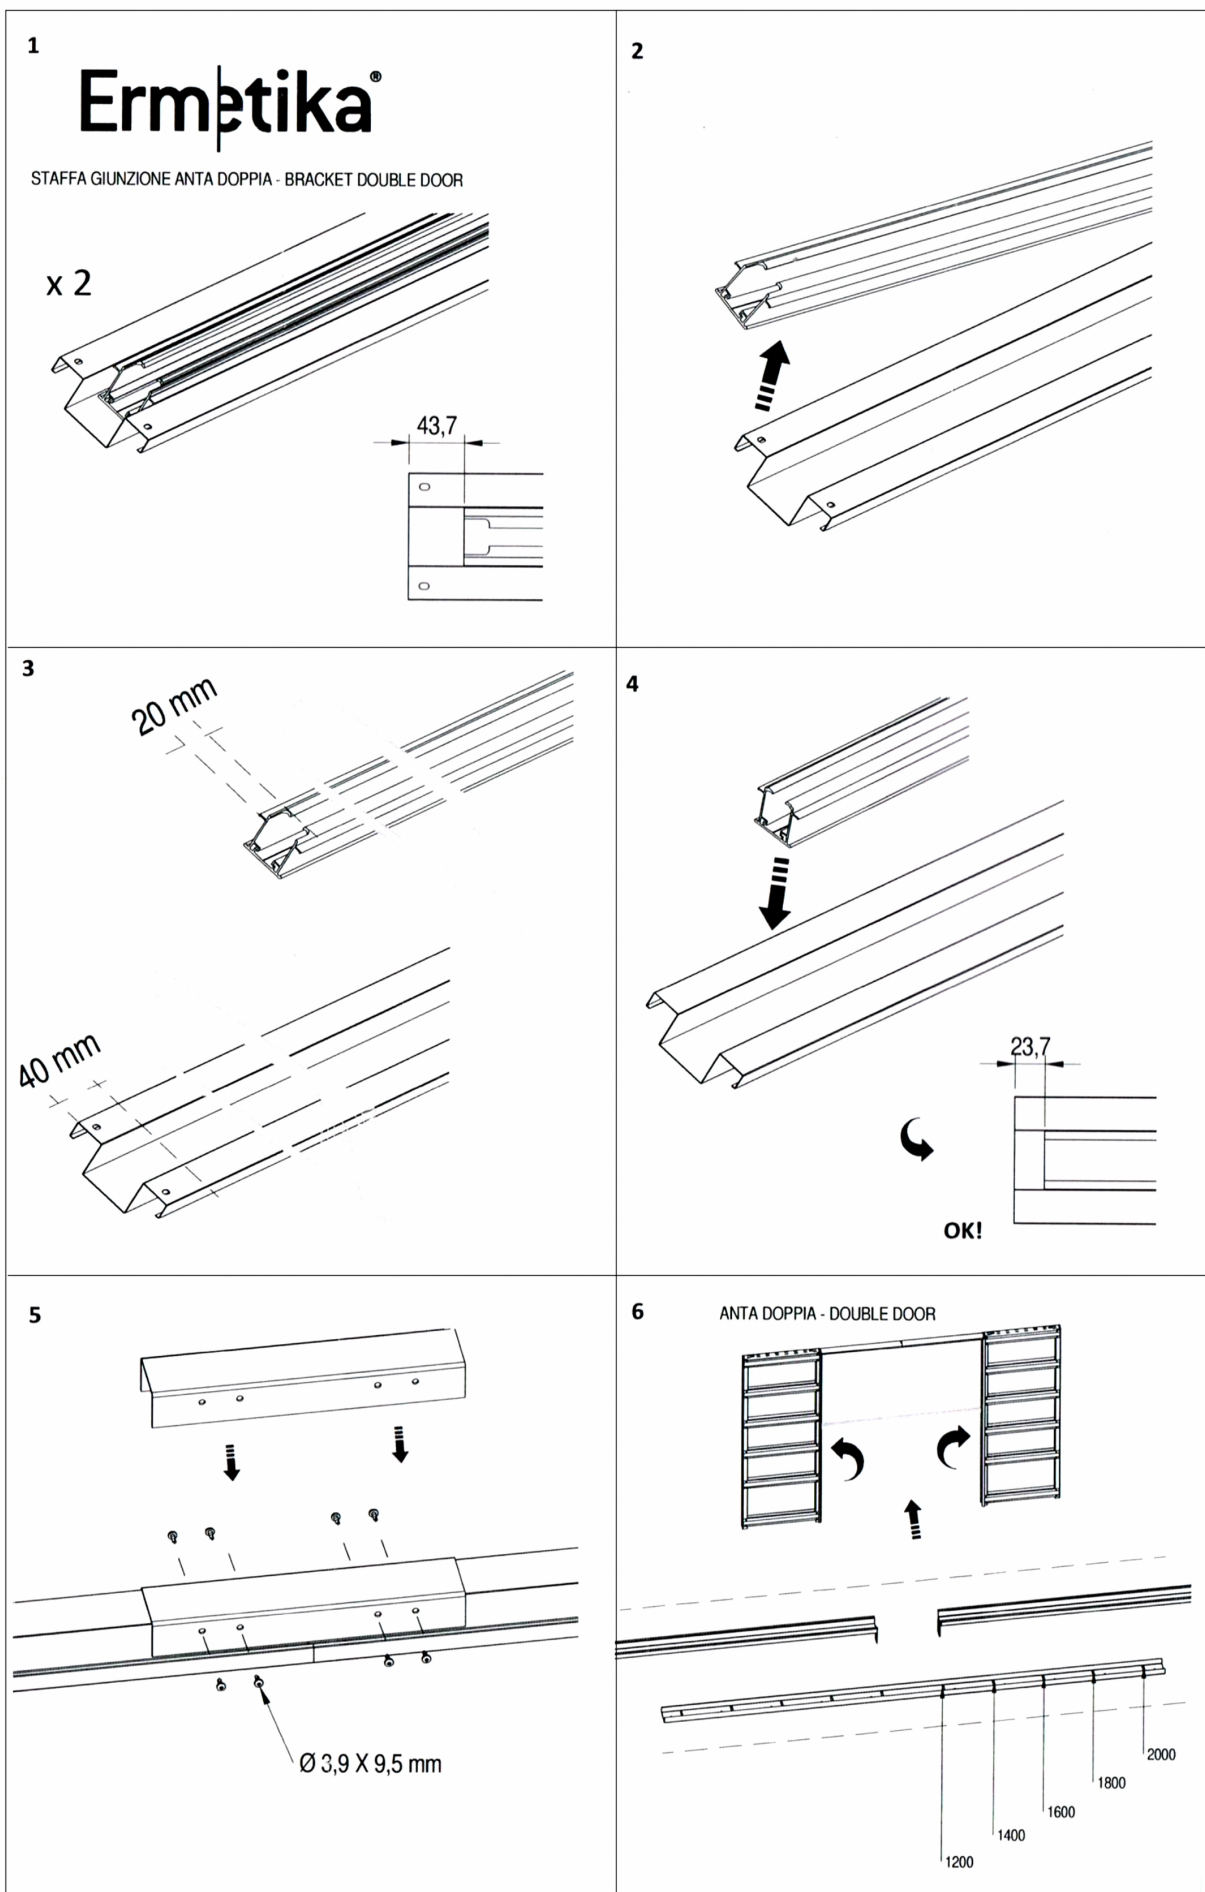 1
Ermetika®
STAFFA GIUNZIONE ANTA DOPPIA - BRACKET DOUBLE DOOR
x 2
43,7
2
3
20 mm
40 mm
4
23,7
OK!
5
Ø 3,9 X 9,5 mm
6
ANTA DOPPIA - DOUBLE DOOR
2000
1800
1600
1400
1200